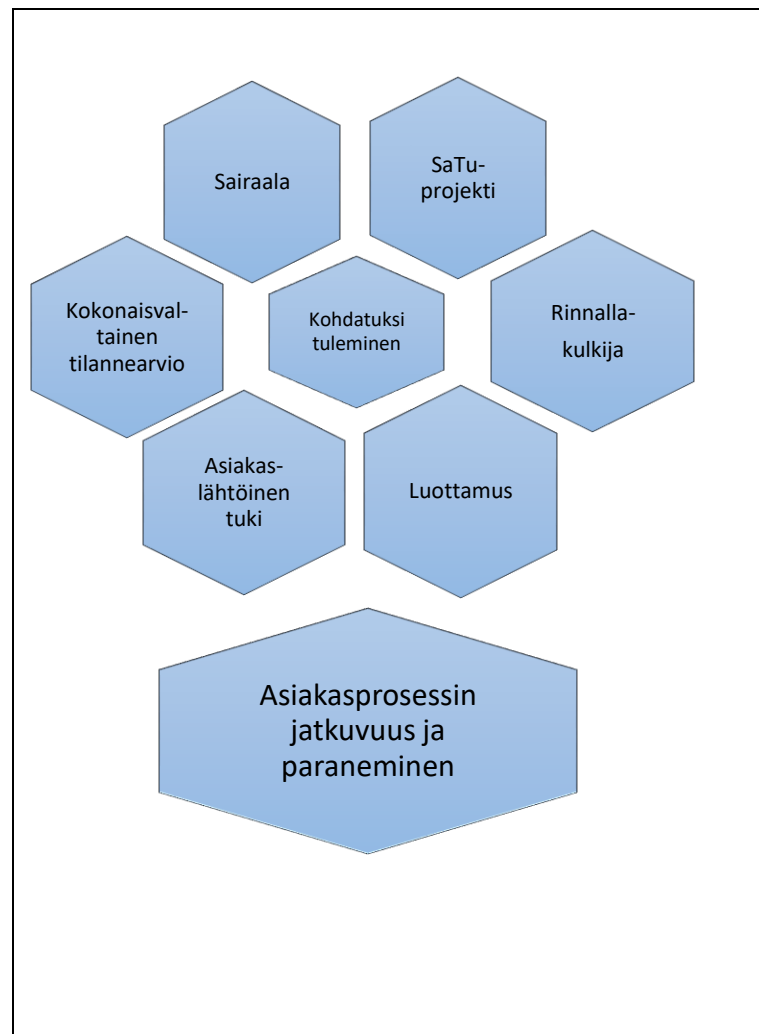 Sairaala
SaTu-
projekti
Kokonaisval-
tainen
tilannearvio
Kohdatuksi
tuleminen
Rinnalla-
kulkija
Asiakas-
lähtöinen
tuki
Luottamus
Asiakasprosessin
jatkuvuus ja
paraneminen